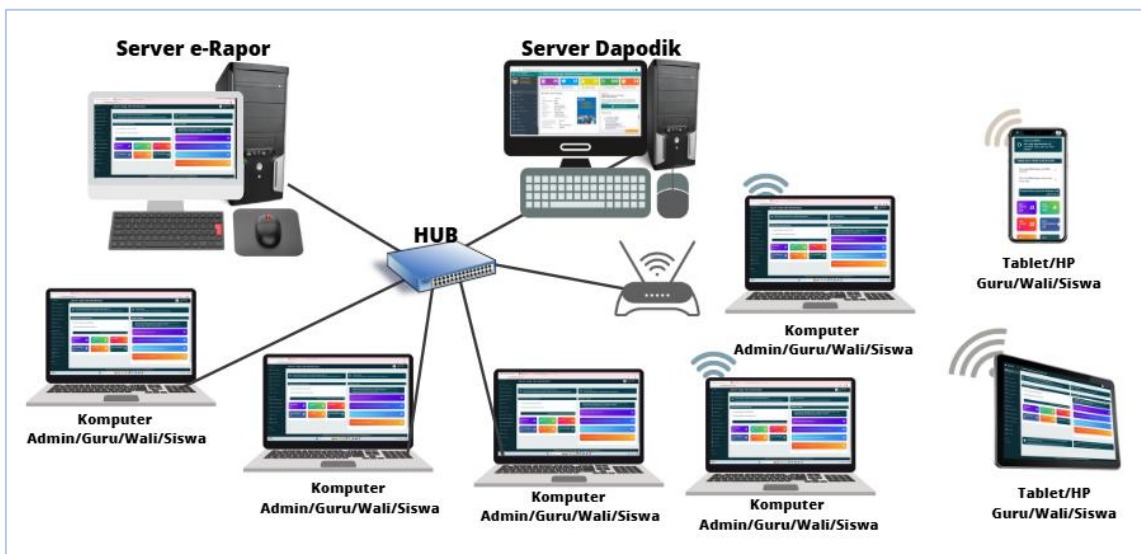 Server e-Rapor
Server Dapodik
HUB
Tablet/HP
Guru/Wali/Siswa
Komputer
Admin/Guru/Wali/Siswa
Komputer
Admin/Guru/Wali/Siswa
Komputer
Admin/Guru/Wali/Siswa
Komputer
Admin/Guru/Wali/Siswa
Komputer
Admin/Guru/Wali/Siswa
Tablet/HP
Guru/Wali/Siswa